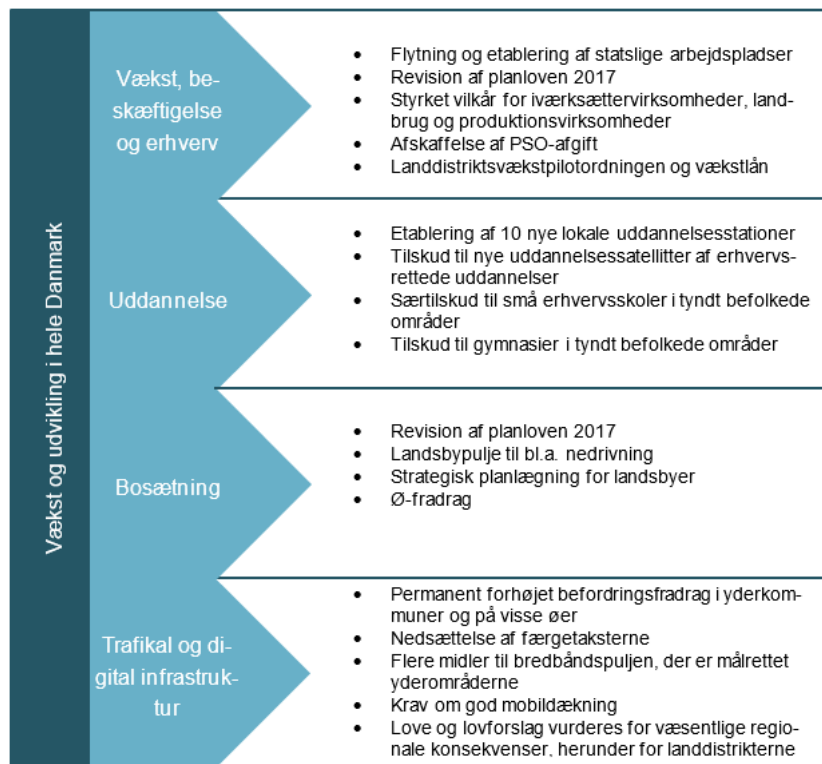 Vækst og udvikling i hele Danmark
Vækst, be-
skæftigelse
og erhverv
• Flytning og etablering af statslige arbejdspladser
• Revision af planloven 2017
• Styrket vilkår for iværksættervirksomheder, land-
brug og produktionsvirksomheder
• Afskaffelse af PSO-afgift
• Landdistriktsvækstpilotordningen og vækstlån
Uddannelse
• Etablering af 10 nye lokale uddannelsesstationer
• Tilskud til nye uddannelsessatellitter af erhvervs-
rettede uddannelser
• Særtilskud til små erhvervsskoler i tyndt befolkede
områder
• Tilskud til gymnasier i tyndt befolkede områder
Bosætning
• Revision af planloven 2017
• Landsbypulje til bl.a. nedrivning
• Strategisk planlægning for landsbyer
• Ø-fradrag
Trafikal og di-
gital infrastruk-
tur
• Permanent forhøjet befordringsfradrag i yderkom-
muner og på visse øer
• Nedsættelse af færgetaksterne
• Flere midler til bredbåndspuljen, der er målrettet
yderområderne
• Krav om god mobildækning
• Love og lovforslag vurderes for væsentlige regio-
nale konsekvenser, herunder for landdistrikterne